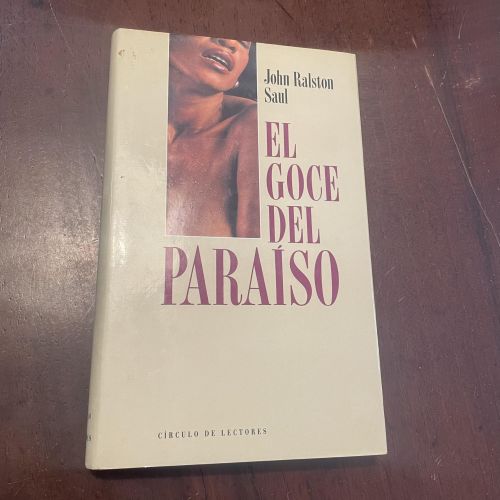 John Ralston
Saul
EL
GOCE
DEL
PARAÍSO
CÍRCULO DE LECTORES